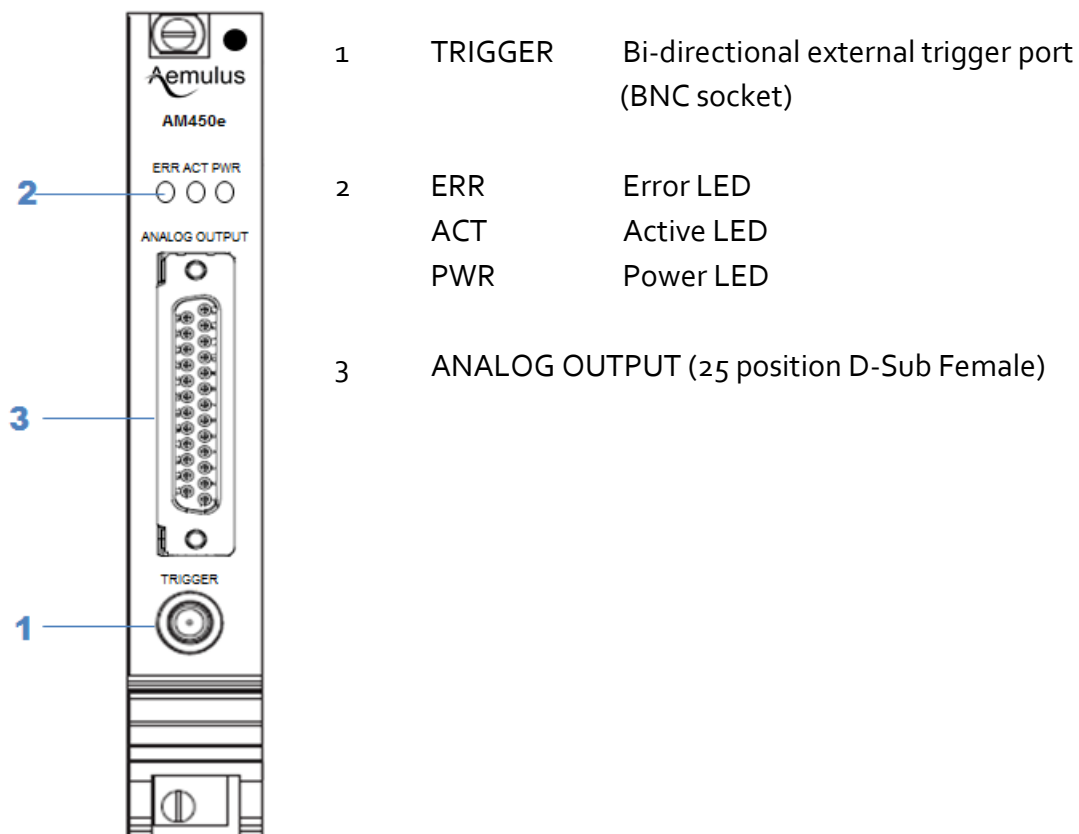 Aemulus
AM450e
ERR ACT PWR
2
ANALOG OUTPUT
3
TRIGGER
1
1 TRIGGER Bi-directional external trigger port
(BNC socket)
2 ERR Error LED
ACT Active LED
PWR Power LED
3 ANALOG OUTPUT (25 position D-Sub Female)